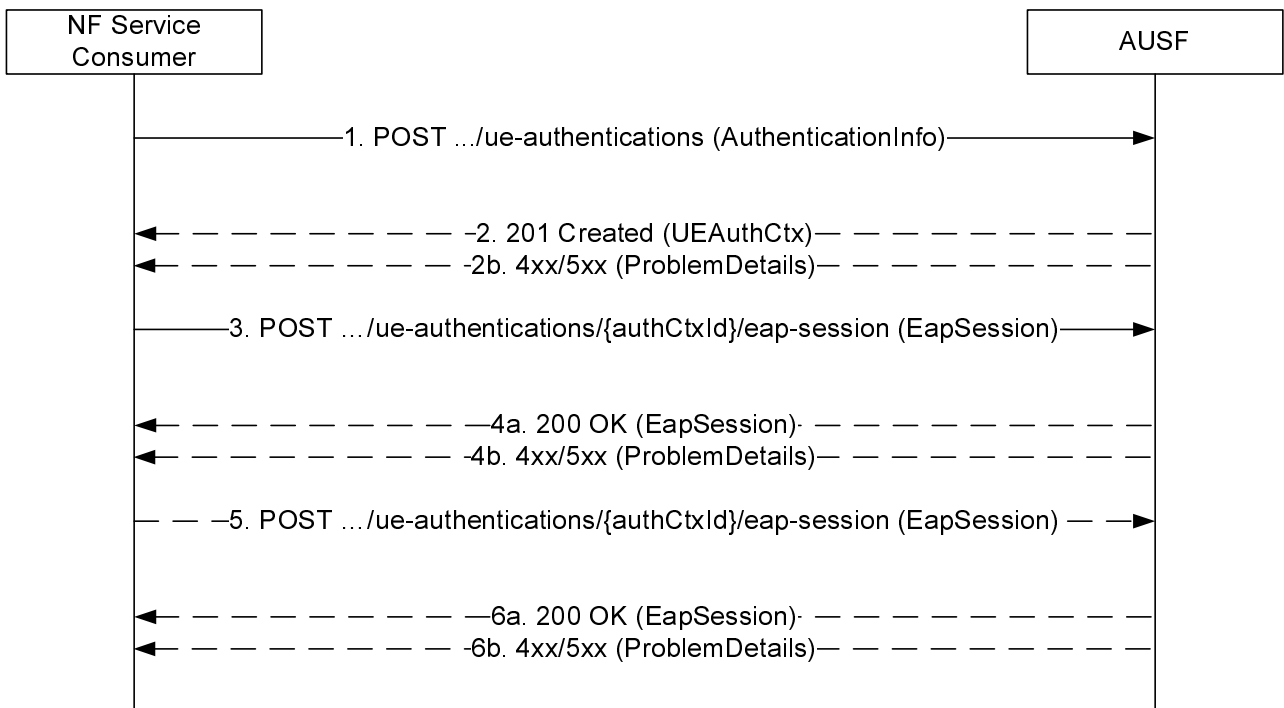 NF Service
Consumer
AUSF
1. POST .../ue-authentications (AuthenticationInfo)
2. 201 Created (UEAuthCtx)
2b. 4xx/5xx (ProblemDetails)
3. POST …/ue-authentications/{authCtxId}/eap-session (EapSession)
4a. 200 OK (EapSession)
4b. 4xx/5xx (ProblemDetails)
5. POST …/ue-authentications/{authCtxId}/eap-session (EapSession)
6a. 200 OK (EapSession)
6b. 4xx/5xx (ProblemDetails)